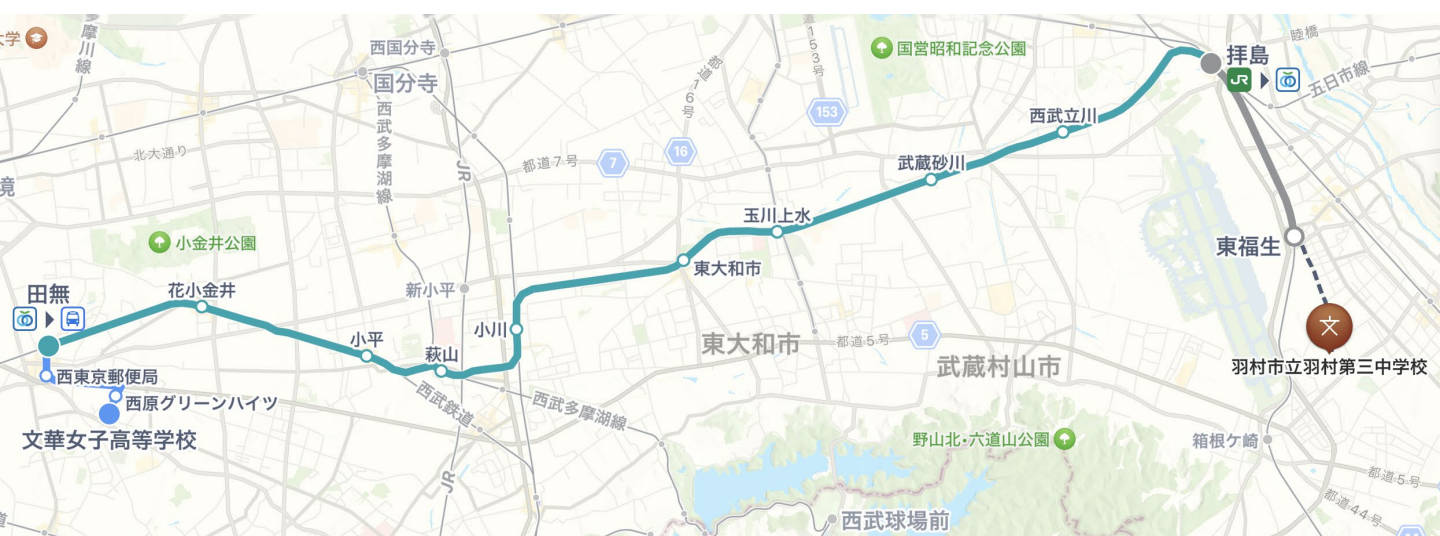 大学
多摩川線
西国分寺
国分寺
都道16号
道153号
国営昭和記念公園
拝島
JR
睦橋
五日市線
北大通り
境
西武多摩湖線
JR
都道7号
7
16
153
西武立川
武蔵砂川
玉川上水
小金井公園
東福生
田無
花小金井
新小平
東大和市
小平
萩山
小川
東大和市
都道5号
5
武蔵村山市
羽村市立羽村第三中学校
西東京郵便局
西原グリーンハイツ
文華女子高等学校
西武鉄道
西武多摩湖線
JR
野山北・六道山公園
箱根ケ崎
都道5号
都道44号
西武球場前
道
文